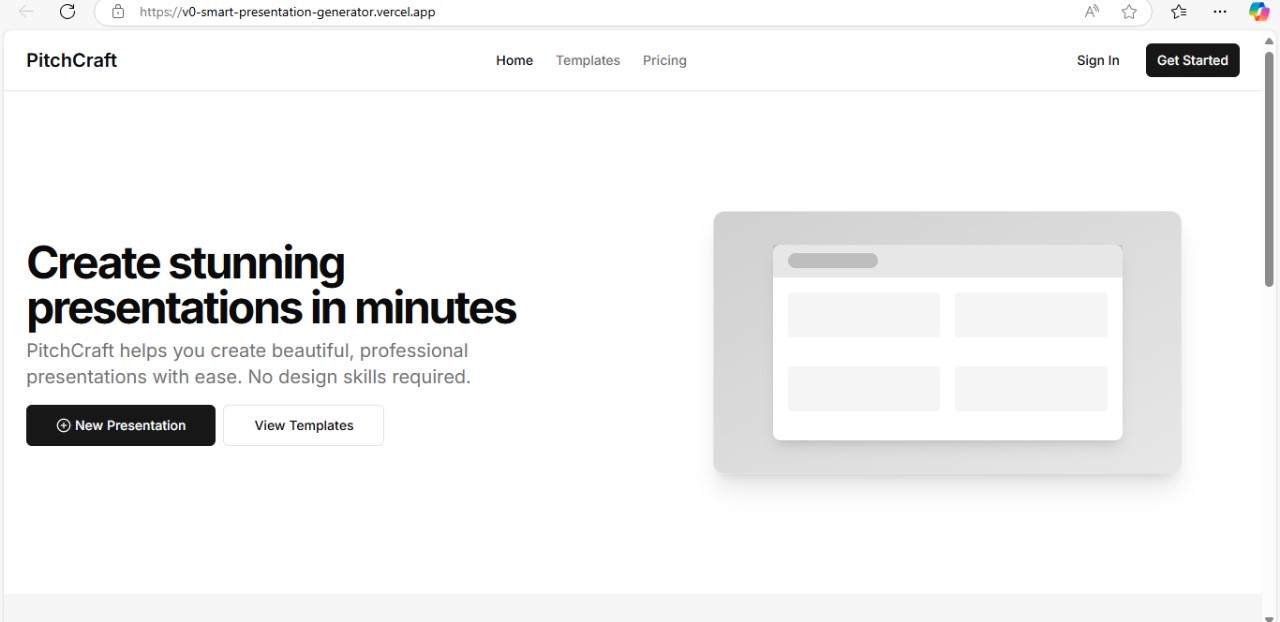 https://v0-smart-presentation-generator.vercel.app
PitchCraft
Home
Templates
Pricing
Sign In
Get Started
Create stunning
presentations in minutes
PitchCraft helps you create beautiful, professional
presentations with ease. No design skills required.
New Presentation
View Templates